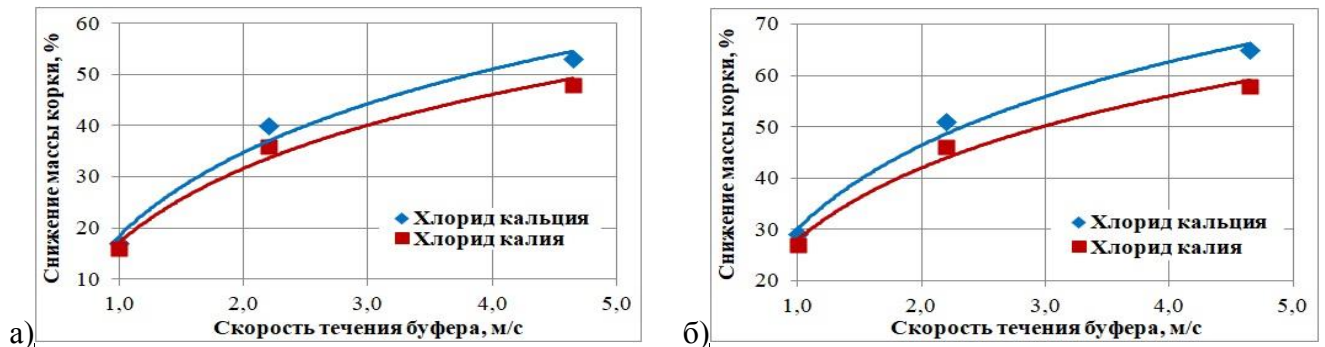 Снижение массы корки, %
60
50
40
30
20
10
1,0 2,0 3,0 4,0 5,0
Скорость течения буфера, м/с
Хлорид кальция
Хлорид калия
а)
Снижение массы корки, %
70
60
50
40
30
20
1,0 2,0 3,0 4,0 5,0
Скорость течения буфера, м/с
Хлорид кальция
Хлорид калия
б)